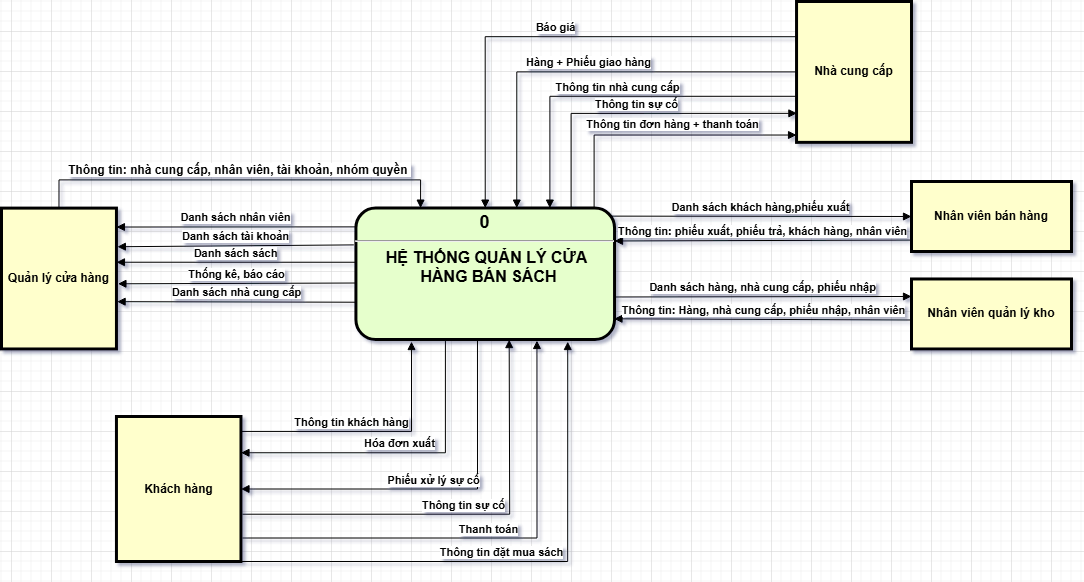 Báo giá
Hàng + Phiếu giao hàng
Thông tin nhà cung cấp
Thông tin sự cố
Thông tin đơn hàng + thanh toán
Nhà cung cấp
Thông tin: nhà cung cấp, nhân viên, tài khoản, nhóm quyền
Danh sách nhân viên
Danh sách tài khoản
Danh sách sách
Thống kê, báo cáo
Danh sách nhà cung cấp
Quản lý cửa hàng
0
HỆ THỐNG QUẢN LÝ CỬA
HÀNG BÁN SÁCH
Danh sách khách hàng,phiếu xuất
Thông tin: phiếu xuất, phiếu trả, khách hàng, nhân viên
Nhân viên bán hàng
Danh sách hàng, nhà cung cấp, phiếu nhập
Thông tin: Hàng, nhà cung cấp, phiếu nhập, nhân viên
Nhân viên quản lý kho
Thông tin khách hàng
Hóa đơn xuất
Phiếu xử lý sự cố
Thông tin sự cố
Thanh toán
Thông tin đặt mua sách
Khách hàng